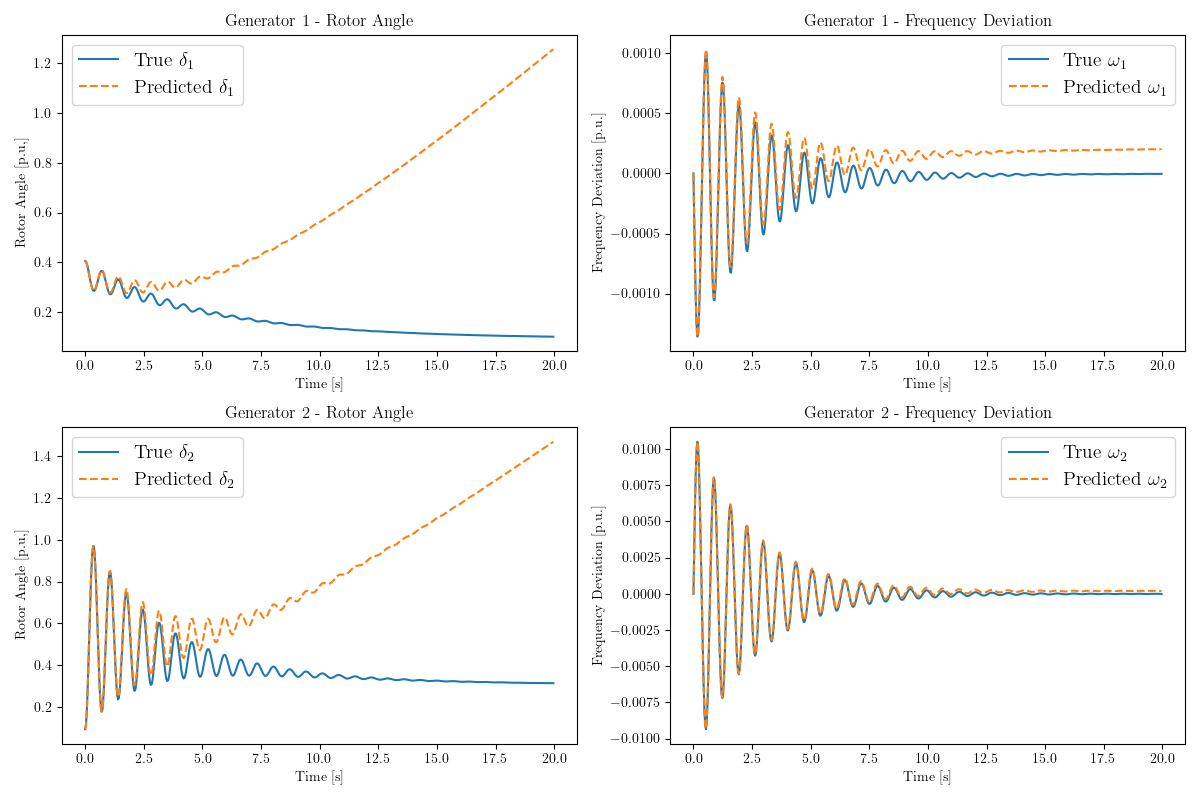 Generator 1 - Rotor Angle
True δ₁
Predicted δ₁
1.2
1.0
0.8
0.6
0.4
0.2
Rotor Angle [p.u.]
0.0 2.5 5.0 7.5 10.0 12.5 15.0 17.5 20.0
Time [s]
Generator 1 - Frequency Deviation
True ω₁
Predicted ω₁
0.0010
0.0005
0.0000
−0.0005
−0.0010
Frequency Deviation [p.u.]
0.0 2.5 5.0 7.5 10.0 12.5 15.0 17.5 20.0
Time [s]
Generator 2 - Rotor Angle
True δ₂
Predicted δ₂
1.4
1.2
1.0
0.8
0.6
0.4
0.2
Rotor Angle [p.u.]
0.0 2.5 5.0 7.5 10.0 12.5 15.0 17.5 20.0
Time [s]
Generator 2 - Frequency Deviation
True ω₂
Predicted ω₂
0.0100
0.0075
0.0050
0.0025
0.0000
−0.0025
−0.0050
−0.0075
−0.0100
Frequency Deviation [p.u.]
0.0 2.5 5.0 7.5 10.0 12.5 15.0 17.5 20.0
Time [s]